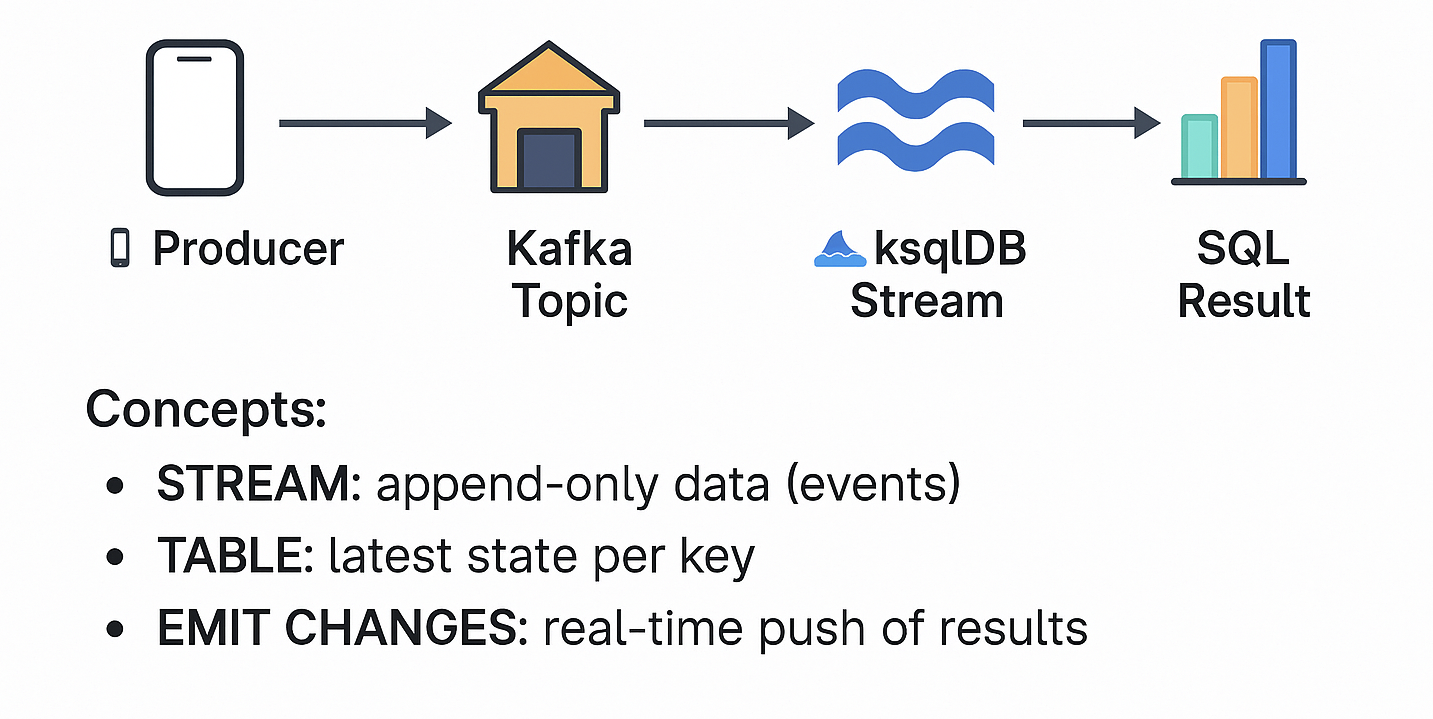 Producer
Kafka
Topic
ksqlDB
Stream
SQL
Result
Concepts:
• STREAM: append-only data (events)
• TABLE: latest state per key
• EMIT CHANGES: real-time push of results